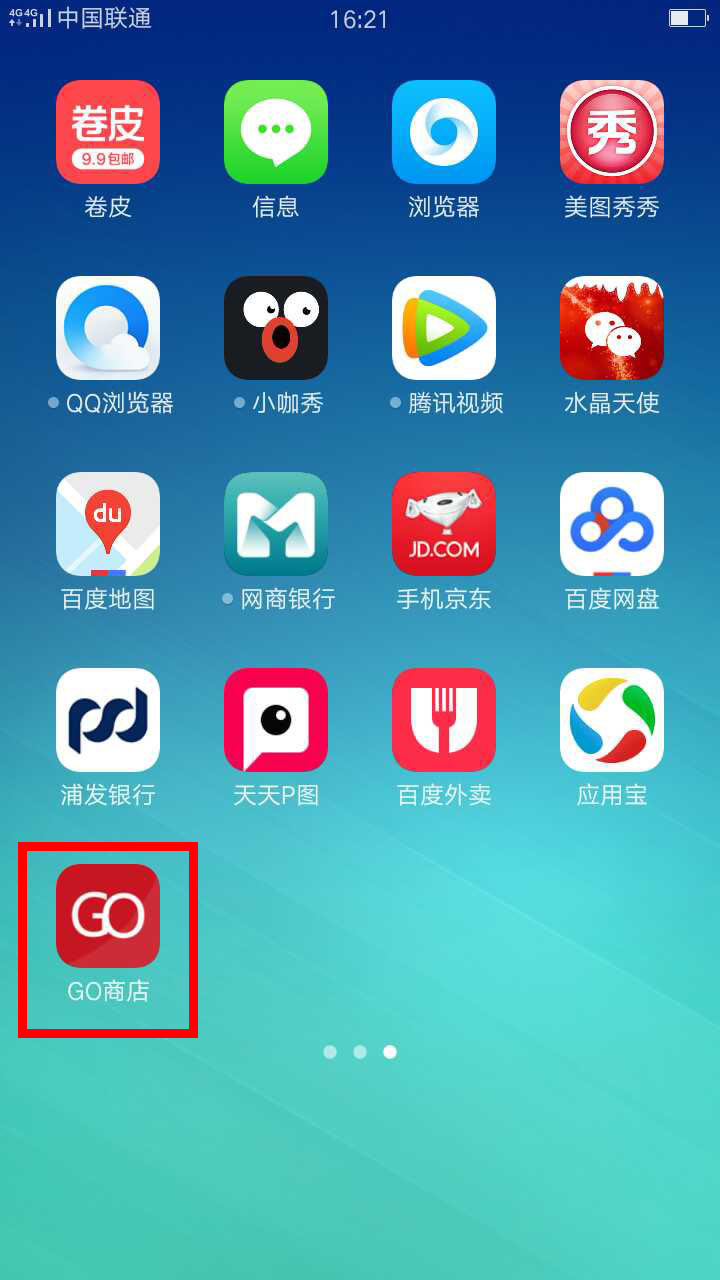 4G 4G 中国联通 16:21
卷皮
9.9包邮
秀
卷皮 信息 浏览器 美图秀秀
QQ浏览器 小咖秀 腾讯视频 水晶天使
du
JD.COM
百度地图 网商银行 手机京东 百度网盘
浦发银行 天天P图 百度外卖 应用宝
GO
GO商店